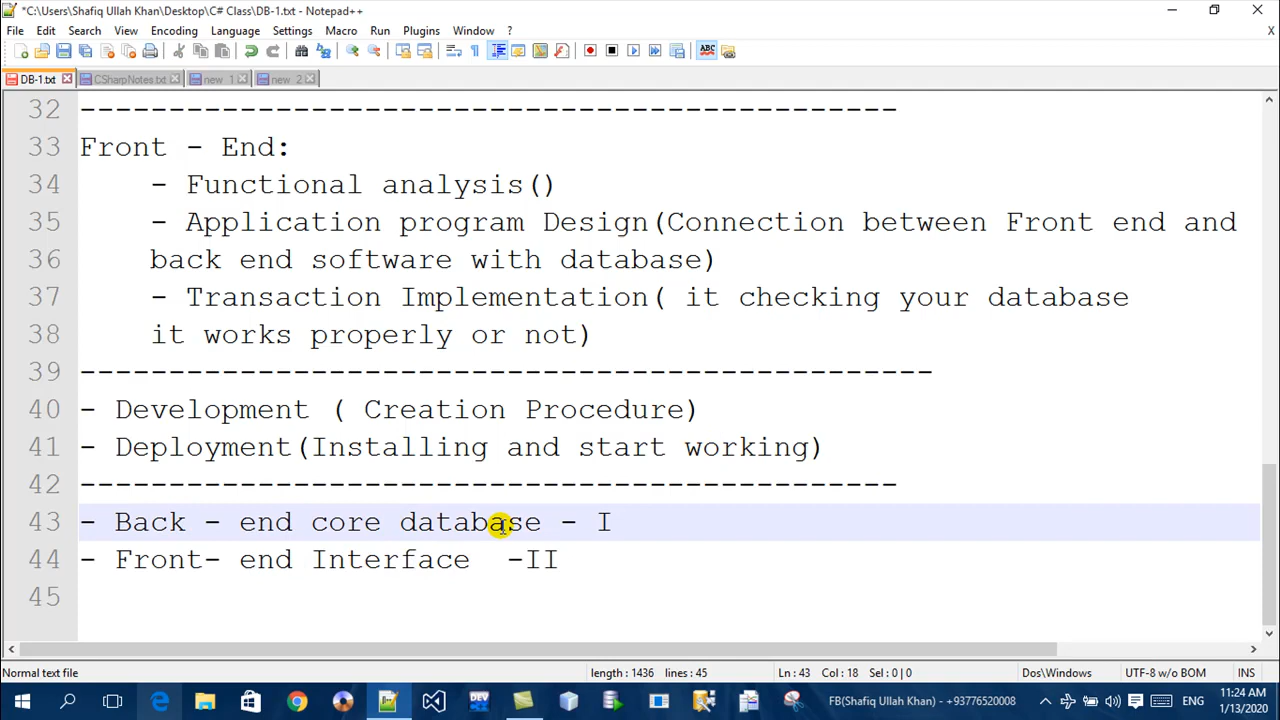 *C:\Users\Shafiq Ullah Khan\Desktop\C# Class\DB-1.txt - Notepad++
File Edit Search View Encoding Language Settings Macro Run Plugins Window ? X
DB-1.txt CSharpNotes.txt new 1 new 2
32 ----------------------------------------------
33 Front - End:
34 - Functional analysis()
35 - Application program Design(Connection between Front end and
36 back end software with database)
37 - Transaction Implementation( it checking your database
38 it works properly or not)
39 ------------------------------------------------
40 - Development ( Creation Procedure)
41 - Deployment(Installing and start working)
42 ----------------------------------------------
43 - Back - end core database - I
44 - Front- end Interface  -II
45
Normal text file length : 1436 lines : 45 Ln : 43 Col : 18 Sel : 0 | 0 Dos\Windows UTF-8 w/o BOM INS
DEV FB(Shafiq Ullah Khan) - +93776520008 ENG 11:24 AM
1/13/2020